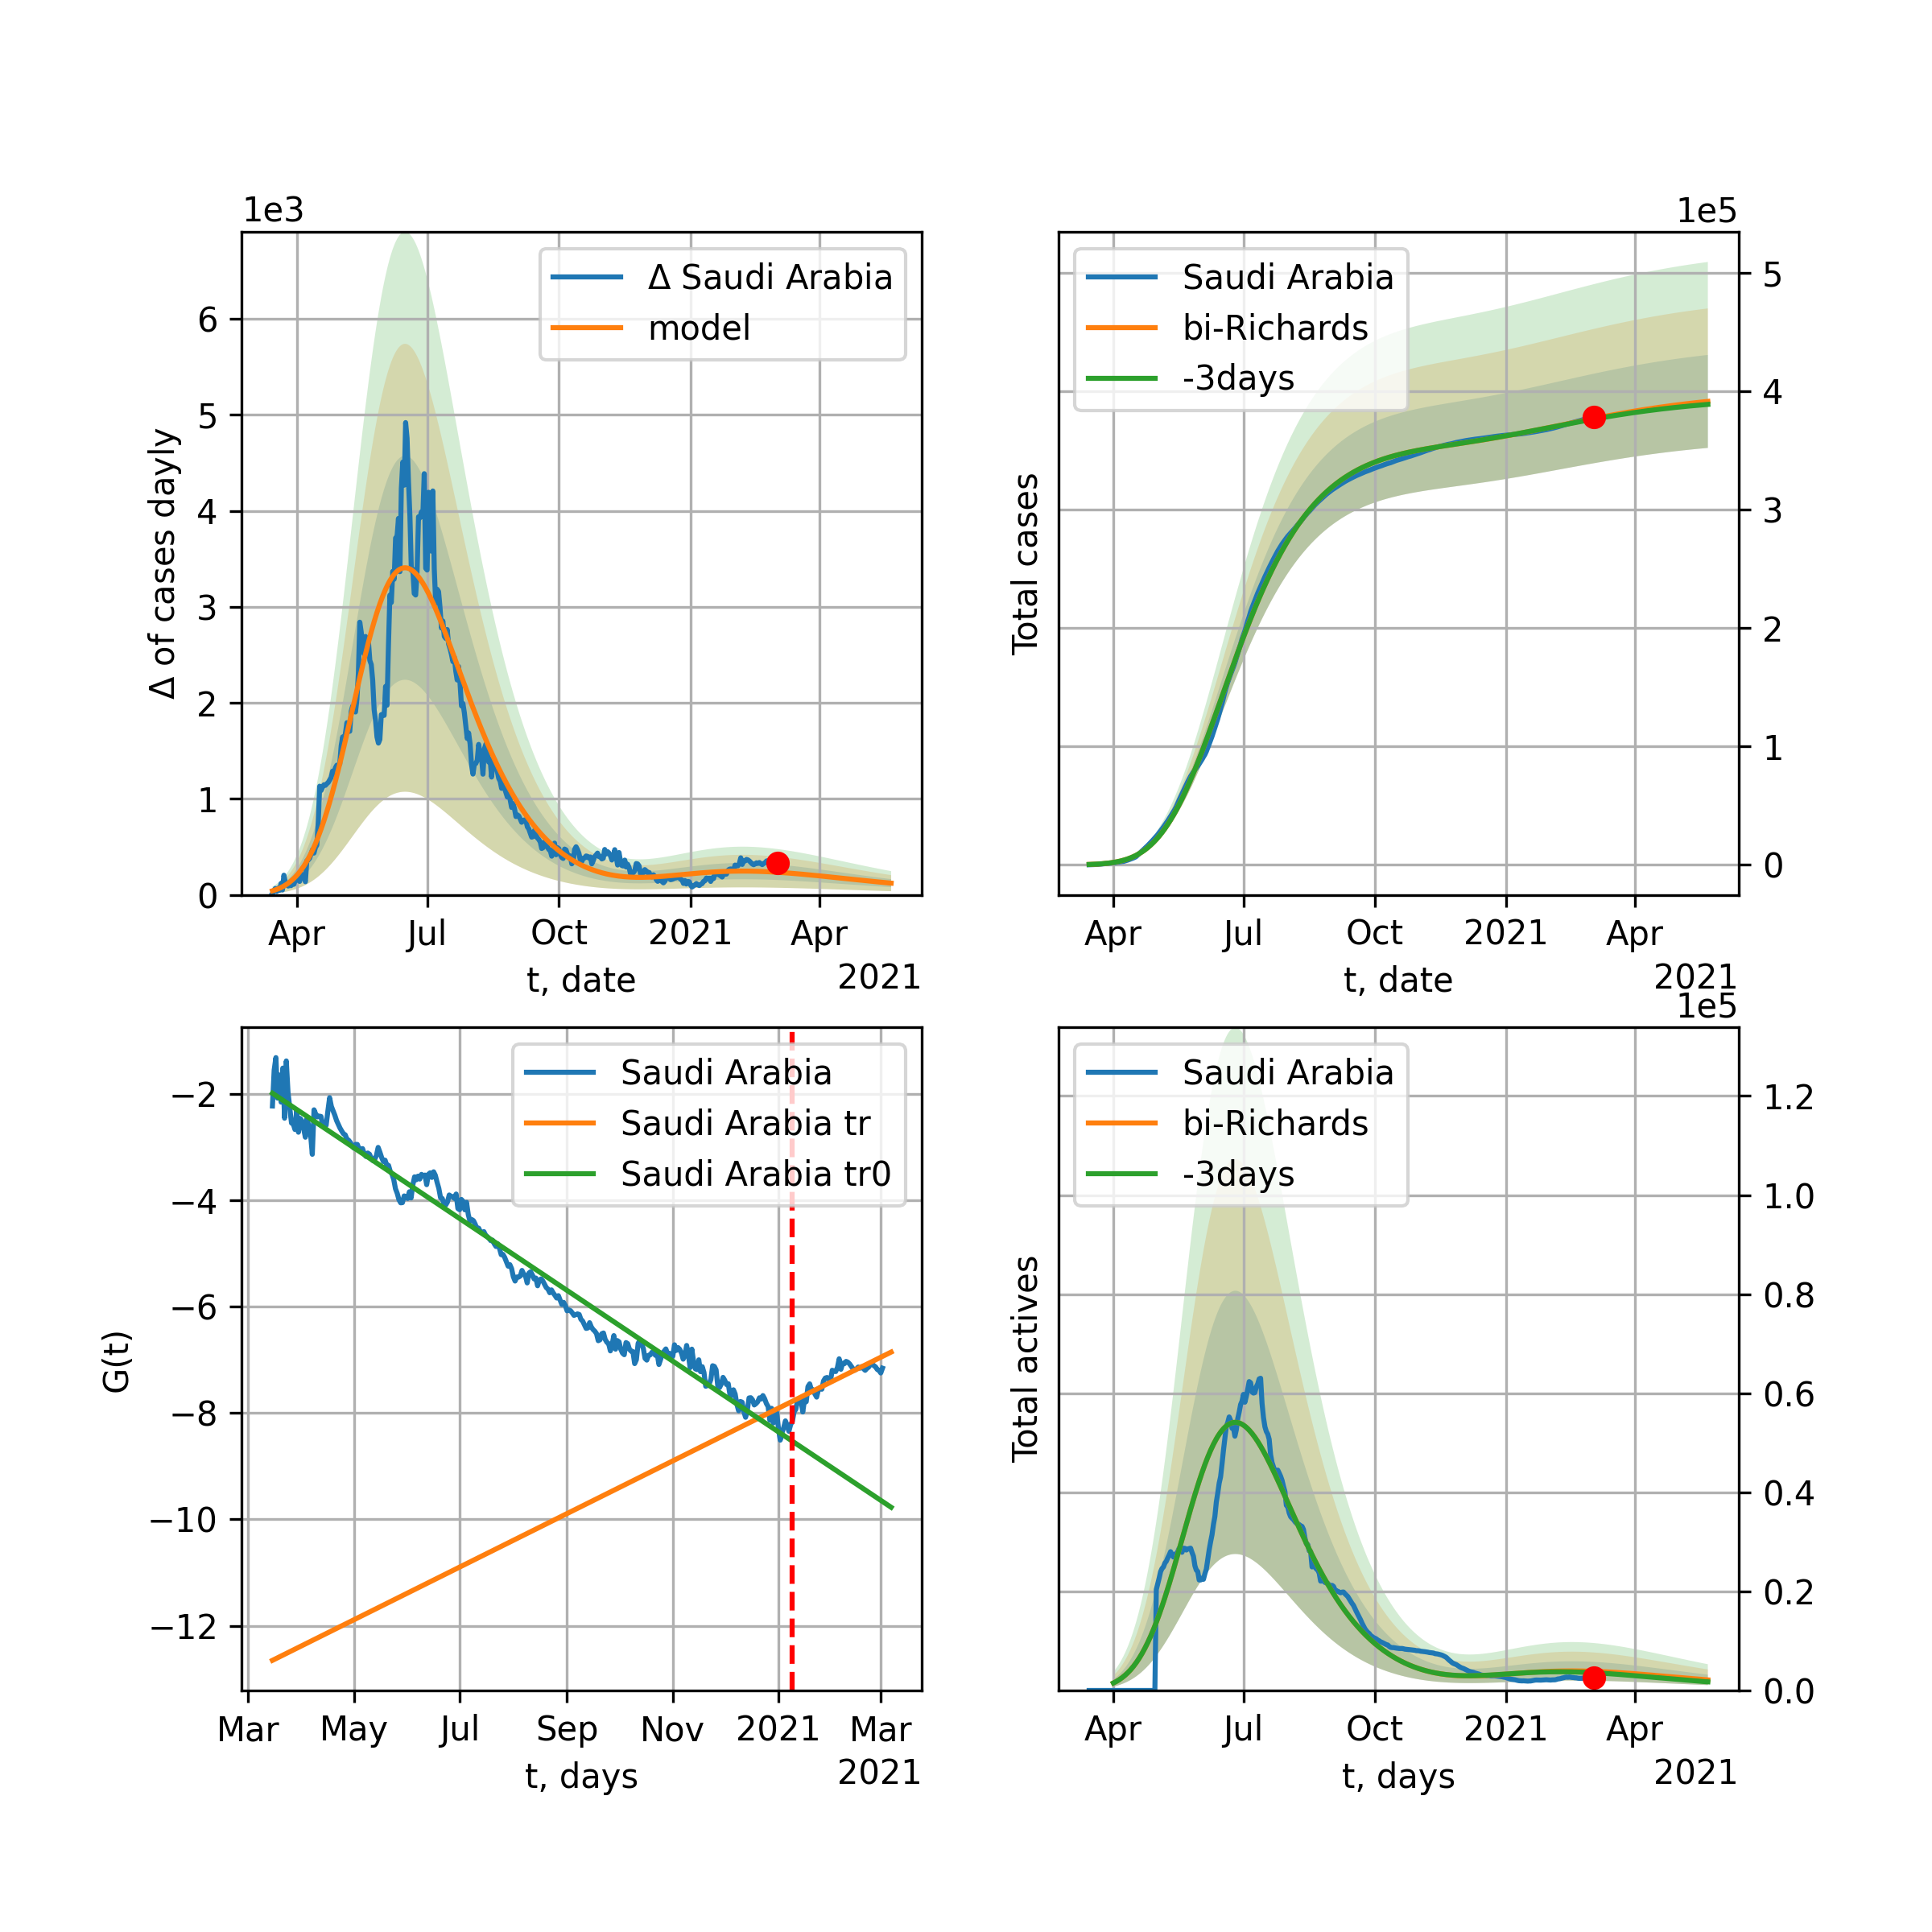 1e3
Δ of cases dayly
6
5
4
3
2
1
0
Δ Saudi Arabia
model
Apr
Jul
Oct
2021
Apr
t, date
2021
1e5
Total cases
Saudi Arabia
bi-Richards
-3days
5
4
3
2
1
0
Apr
Jul
Oct
2021
Apr
t, date
2021
G(t)
−2
−4
−6
−8
−10
−12
Saudi Arabia
Saudi Arabia tr
Saudi Arabia tr0
Mar
May
Jul
Sep
Nov
2021
Mar
t, days
2021
1e5
Total actives
Saudi Arabia
bi-Richards
-3days
1.2
1.0
0.8
0.6
0.4
0.2
0.0
Apr
Jul
Oct
2021
Apr
t, days
2021